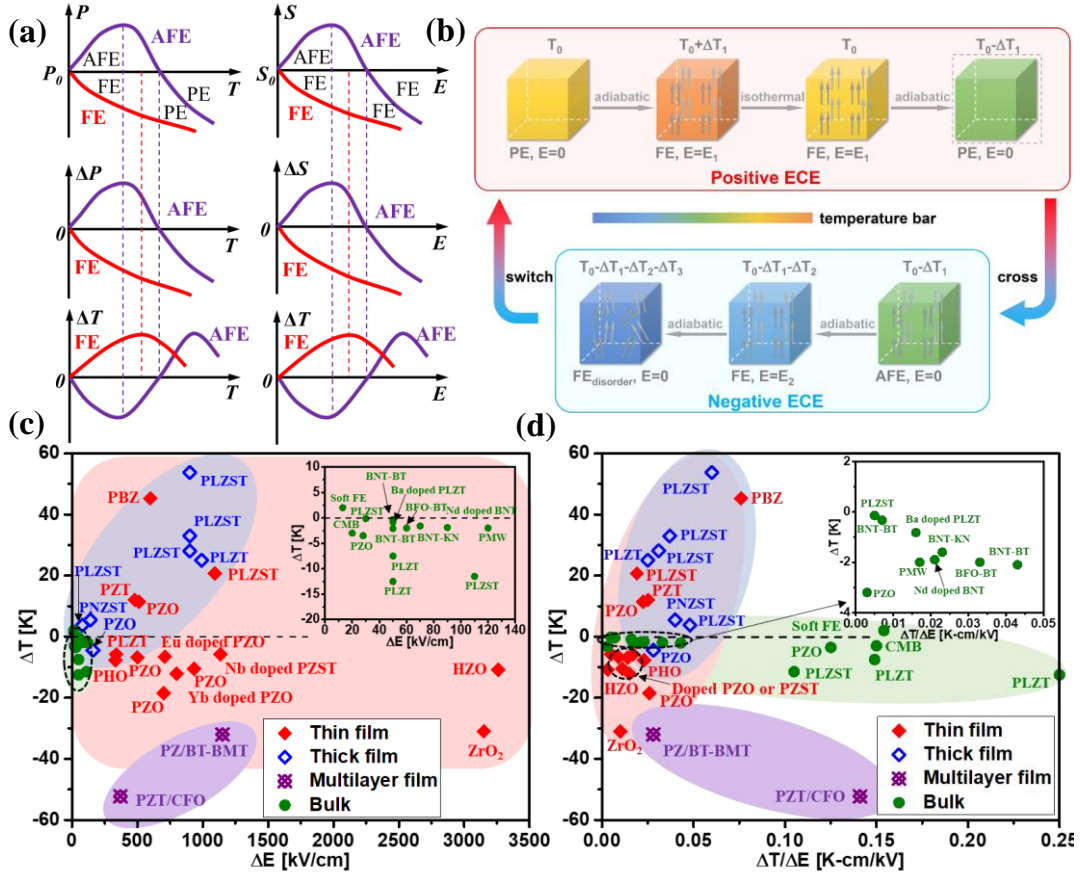 (a)
P
AFE
AFE
P₀
FE
PE
T
FE
S
AFE
AFE
S₀
FE
PE
E
FE
ΔP
AFE
0
T
FE
ΔS
AFE
0
E
FE
ΔT
FE
AFE
0
T
ΔT
FE
AFE
0
E
(b)
T₀
T₀+ΔT₁
T₀
T₀-ΔT₁
adiabatic
isothermal
adiabatic
PE, E=0
FE, E=E₁
FE, E=E₁
PE, E=0
Positive ECE
temperature bar
switch
cross
T₀-ΔT₁-ΔT₂-ΔT₃
T₀-ΔT₁-ΔT₂
T₀-ΔT₁
adiabatic
adiabatic
FEdisorder, E=0
FE, E=E₂
AFE, E=0
Negative ECE
(c)
ΔT [K]
60
40
20
0
-20
-40
-60
0
500
1000
1500
2000
2500
3000
3500
ΔE [kV/cm]
PLZST
PBZ
PLZST
PLZST
PLZT
PLZST
PLZST
PZT
PZO
PNZST
PZO
PLZT
Eu doped PZO
PHO
PZO
PZO
Nb doped PZST
Yb doped PZO
PZO
HZO
ZrO₂
PZ/BT-BMT
PZT/CFO
Thin film
Thick film
Multilayer film
Bulk
ΔT [K]
10
5
0
-5
-10
-15
-20
0 20 40 60 80 100 120 140
ΔE [kV/cm]
BNT-BT
Ba doped PLZT
Soft FE
PLZST
BFO-BT
Nd doped BNT
CMB
PZO
BNT-BT
BNT-KN
PMW
PLZT
PLZT
PLZST
(d)
ΔT [K]
60
40
20
0
-20
-40
-60
0.00
0.05
0.10
0.15
0.20
0.25
ΔT/ΔE [K-cm/kV]
PLZST
PBZ
PLZST
PLZT
PLZST
PLZST
PZT
PZO
PNZST
PLZST
PZO
PHO
HZO
Doped PZO or PZST
PZO
ZrO₂
PZ/BT-BMT
PZT/CFO
Soft FE
PZO
CMB
PLZST
PLZT
PLZT
Thin film
Thick film
Multilayer film
Bulk
ΔT [K]
2
0
-2
-4
0.00 0.01 0.02 0.03 0.04 0.05
ΔT/ΔE [K-cm/kV]
PLZST
BNT-BT
Ba doped PLZT
BNT-KN
BNT-BT
PMW
BFO-BT
Nd doped BNT
PZO